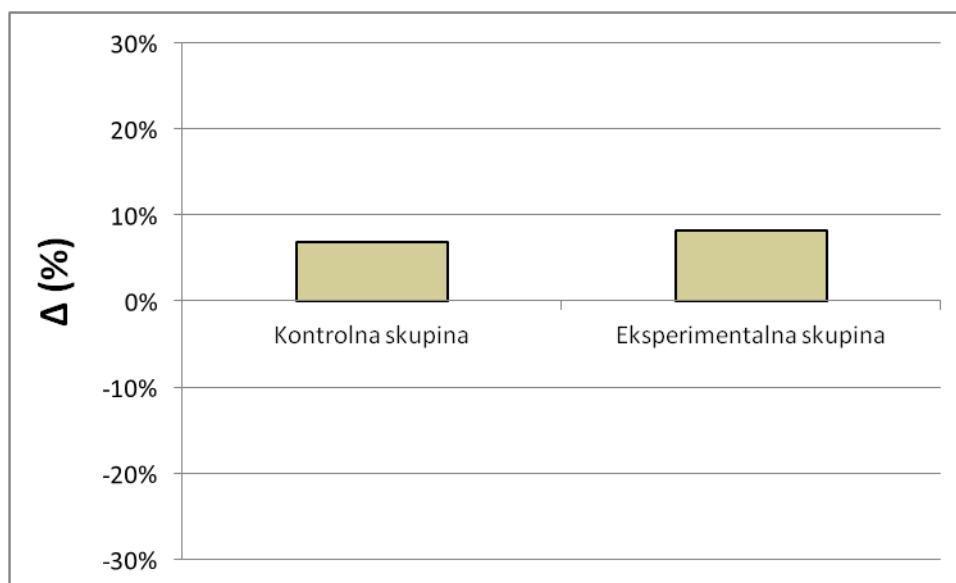 30%
20%
10%
0%
-10%
-20%
-30%
Δ (%)
Kontrolna skupina
Eksperimentalna skupina